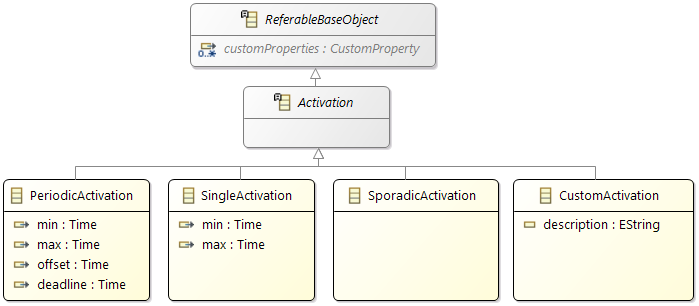 ReferableBaseObject
0..* customProperties : CustomProperty
Activation
PeriodicActivation
min : Time
max : Time
offset : Time
deadline : Time
SingleActivation
min : Time
max : Time
SporadicActivation
CustomActivation
description : EString